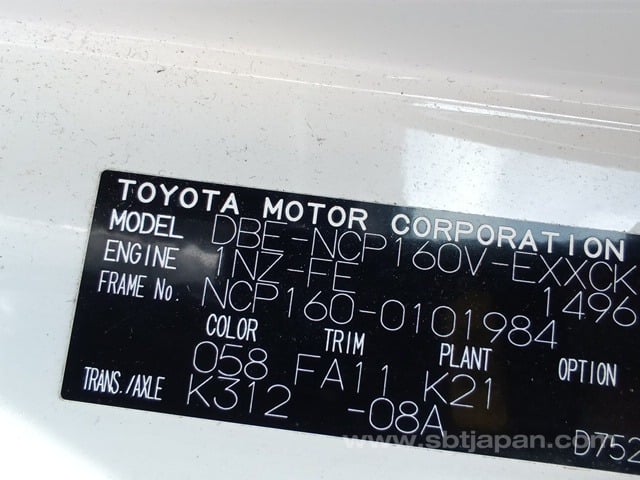 TOYOTA MOTOR CORPORATION
MODEL DBE-NCP160V-EXXCK
ENGINE 1NZ-FE 1496
FRAME No. NCP160-0101984
COLOR TRIM PLANT OPTION
058 FA11 K21
TRANS./AXLE K312 -08A
D752
www.sbtjapan.com